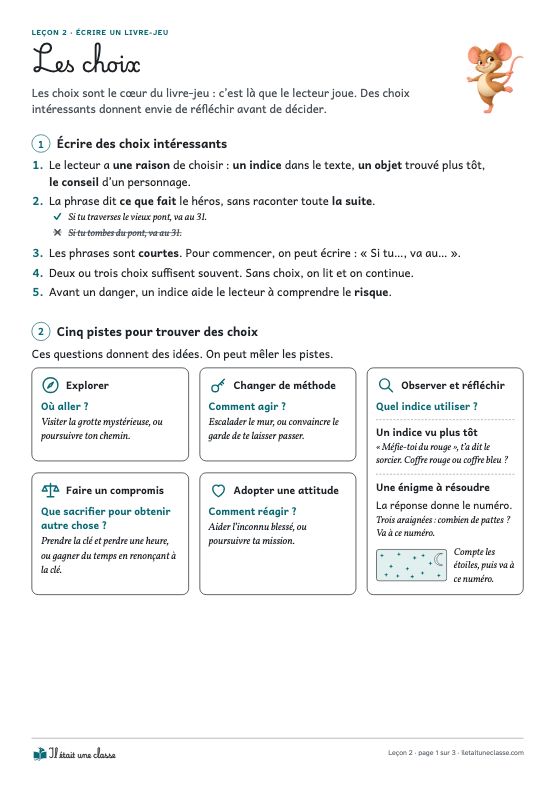 LEÇON 2 · ÉCRIRE UN LIVRE-JEU
Les choix
Les choix sont le cœur du livre-jeu : c’est là que le lecteur joue. Des choix
intéressants donnent envie de réfléchir avant de décider.
1 Écrire des choix intéressants
1. Le lecteur a une raison de choisir : un indice dans le texte, un objet trouvé plus tôt,
le conseil d’un personnage.
2. La phrase dit ce que fait le héros, sans raconter toute la suite.
✓ Si tu traverses le vieux pont, va au 31.
✗ Si tu tombes du pont, va au 31.
3. Les phrases sont courtes. Pour commencer, on peut écrire : « Si tu…, va au… ».
4. Deux ou trois choix suffisent souvent. Sans choix, on lit et on continue.
5. Avant un danger, un indice aide le lecteur à comprendre le risque.
2 Cinq pistes pour trouver des choix
Ces questions donnent des idées. On peut mêler les pistes.
Explorer
Où aller ?
Visiter la grotte mystérieuse, ou
poursuivre ton chemin.
Changer de méthode
Comment agir ?
Escalader le mur, ou convaincre le
garde de te laisser passer.
Observer et réfléchir
Quel indice utiliser ?
Un indice vu plus tôt
« Méfie-toi du rouge », t’a dit le
sorcier. Coffre rouge ou coffre bleu ?
Une énigme à résoudre
La réponse donne le numéro.
Trois araignées : combien de pattes ?
Va à ce numéro.
Compte les
étoiles, puis va à
ce numéro.
Faire un compromis
Que sacrifier pour obtenir
autre chose ?
Prendre la clé et perdre une heure,
ou gagner du temps en renonçant à
la clé.
Adopter une attitude
Comment réagir ?
Aider l’inconnu blessé, ou
poursuivre ta mission.
Il était une classe
Leçon 2 · page 1 sur 3 · iletaituneclasse.com